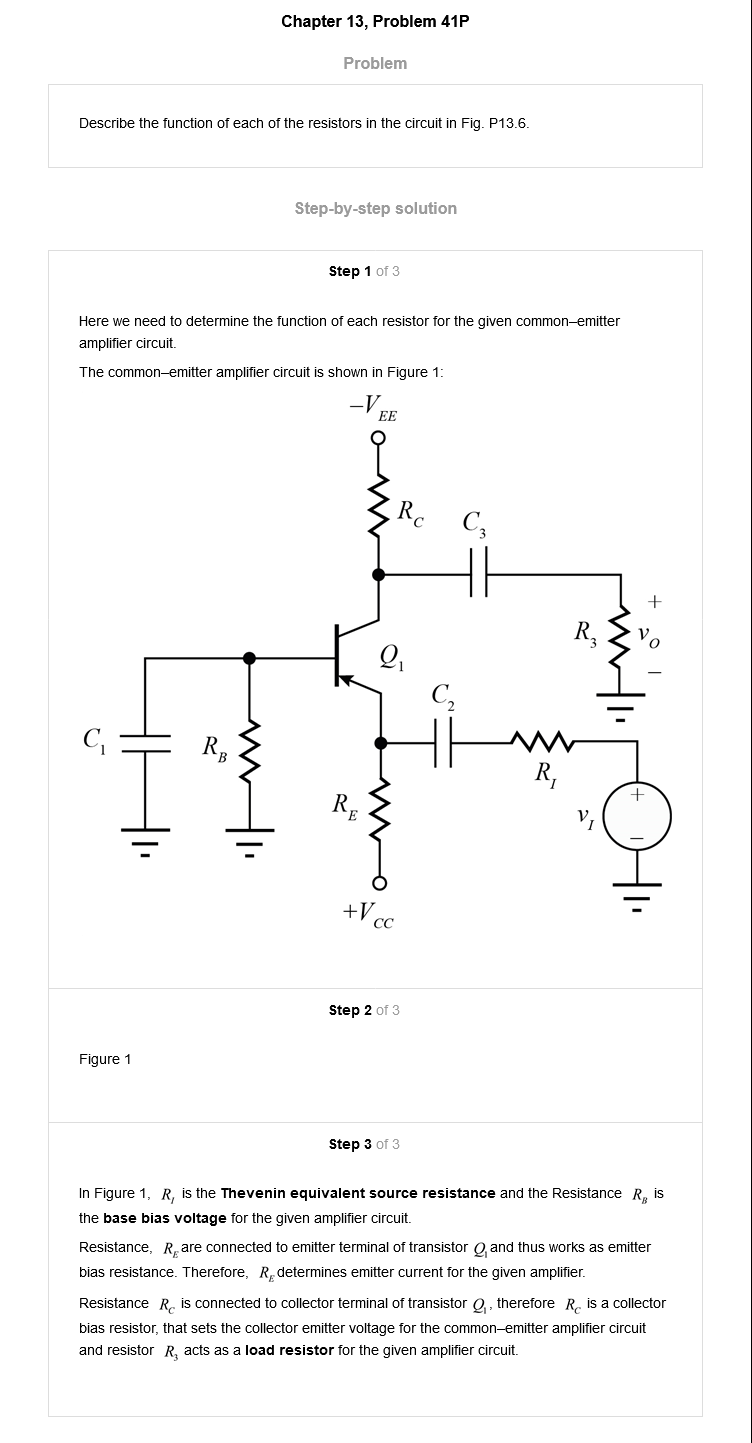 Chapter 13, Problem 41P
Problem
Describe the function of each of the resistors in the circuit in Fig. P13.6.
Step-by-step solution
Step 1 of 3
Here we need to determine the function of each resistor for the given common–emitter
amplifier circuit.
The common–emitter amplifier circuit is shown in Figure 1:
−V_EE
R_C
C_3
+
R_3
v_O
−
Q_1
C_2
C_1
R_B
R_I
R_E
+
v_I
−
+V_CC
Step 2 of 3
Figure 1
Step 3 of 3
In Figure 1, R_I is the Thevenin equivalent source resistance and the Resistance R_B is
the base bias voltage for the given amplifier circuit.
Resistance, R_E are connected to emitter terminal of transistor Q_1 and thus works as emitter
bias resistance. Therefore, R_E determines emitter current for the given amplifier.
Resistance R_C is connected to collector terminal of transistor Q_1, therefore R_C is a collector
bias resistor, that sets the collector emitter voltage for the common–emitter amplifier circuit
and resistor R_3 acts as a load resistor for the given amplifier circuit.